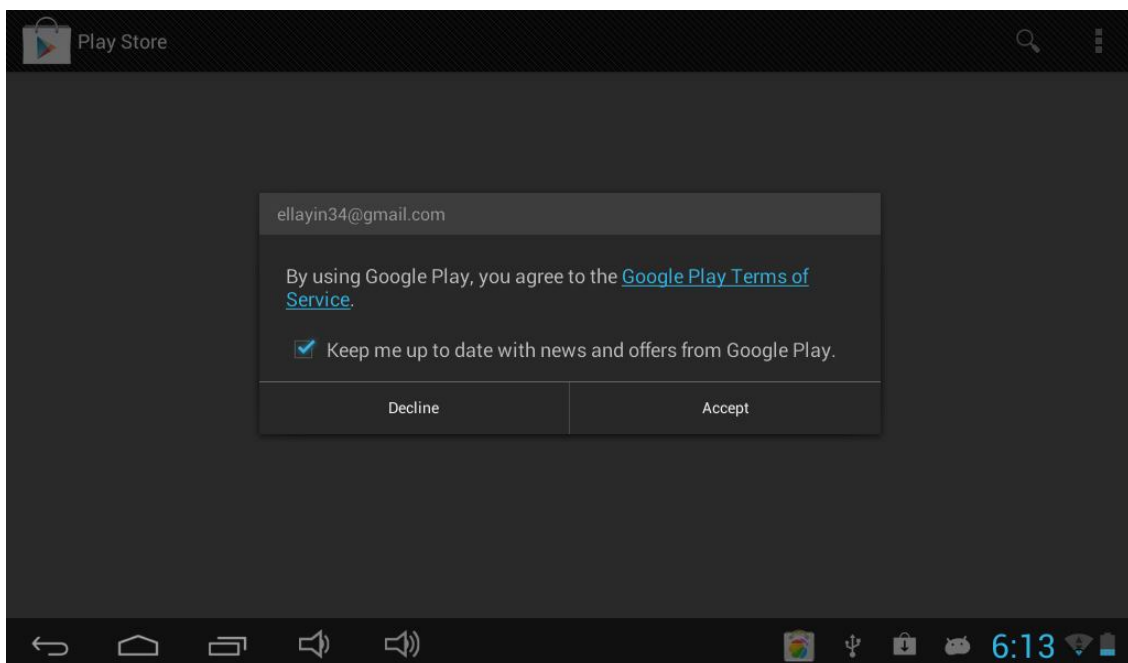 Play Store
ellayin34@gmail.com
By using Google Play, you agree to the Google Play Terms of
Service.
Keep me up to date with news and offers from Google Play.
Decline
Accept
6:13